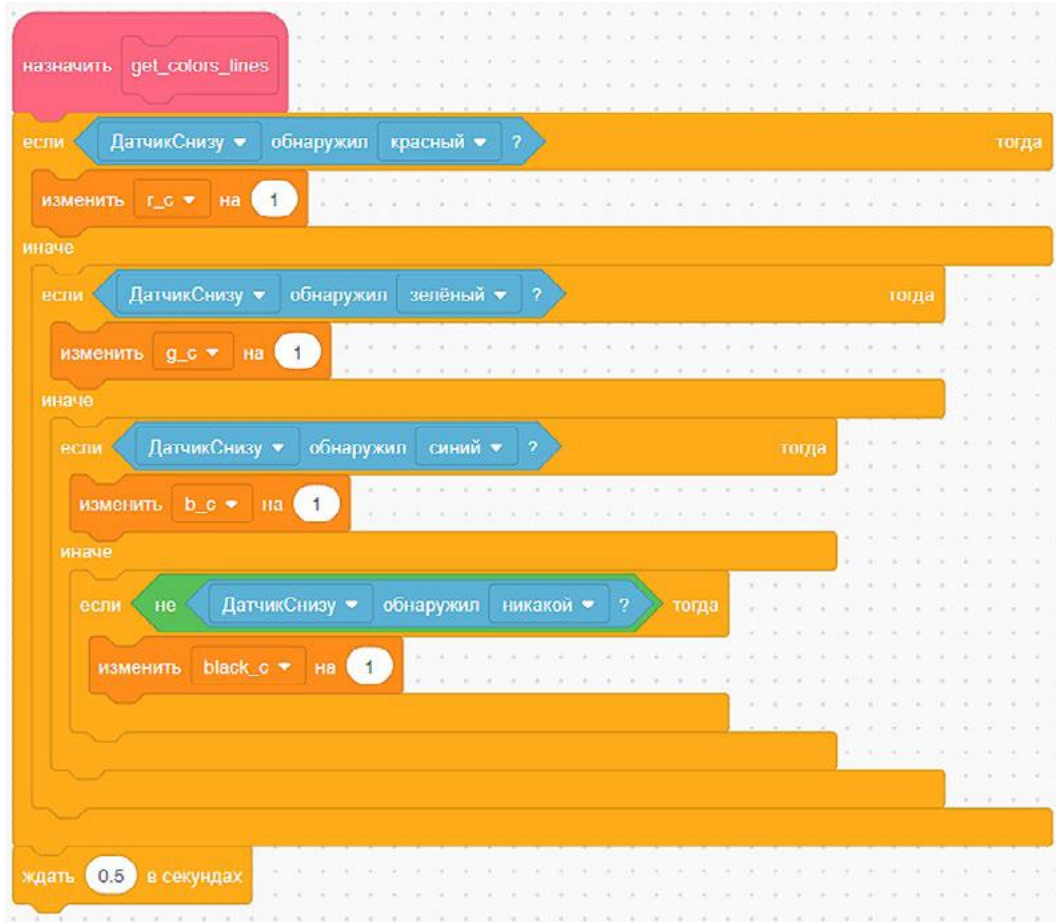 назначить get_colors_lines
если ДатчикСнизу обнаружил красный ? тогда
изменить r_c на 1
иначе
если ДатчикСнизу обнаружил зелёный ? тогда
изменить g_c на 1
иначе
если ДатчикСнизу обнаружил синий ? тогда
изменить b_c на 1
иначе
если не ДатчикСнизу обнаружил никакой ? тогда
изменить black_c на 1
ждать 0.5 в секундах